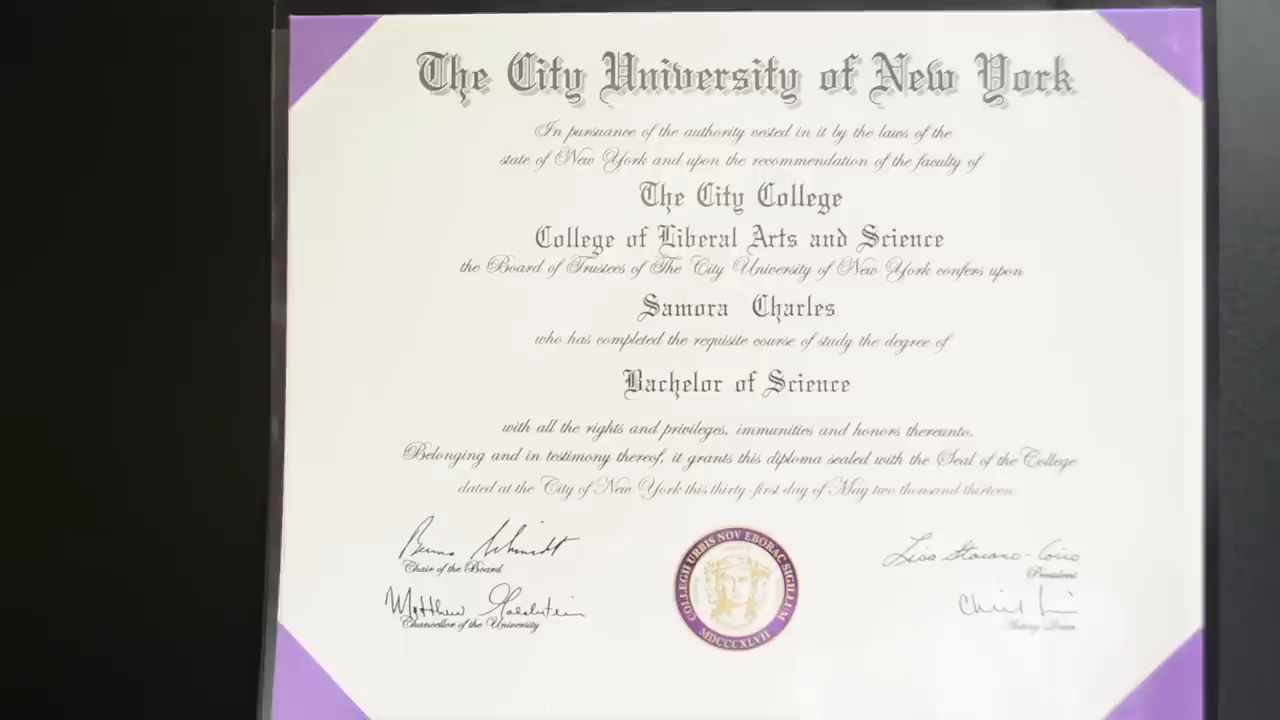 The City University of New York
In pursuance of the authority vested in it by the laws of the
state of New York and upon the recommendation of the faculty of
The City College
College of Liberal Arts and Science
the Board of Trustees of The City University of New York confers upon
Samora Charles
who has completed the requisite course of study the degree of
Bachelor of Science
with all the rights and privileges, immunities and honors thereunto.
Belonging and in testimony thereof, it grants this diploma sealed with the Seal of the College
dated at the City of New York this thirty-first day of May two thousand thirteen.
Chair of the Board
Matthew Goldstein
Chancellor of the University
COLLEGII URBIS NOV EBORAC SIGILLUM
MDCCCXLVII
President
Acting Dean